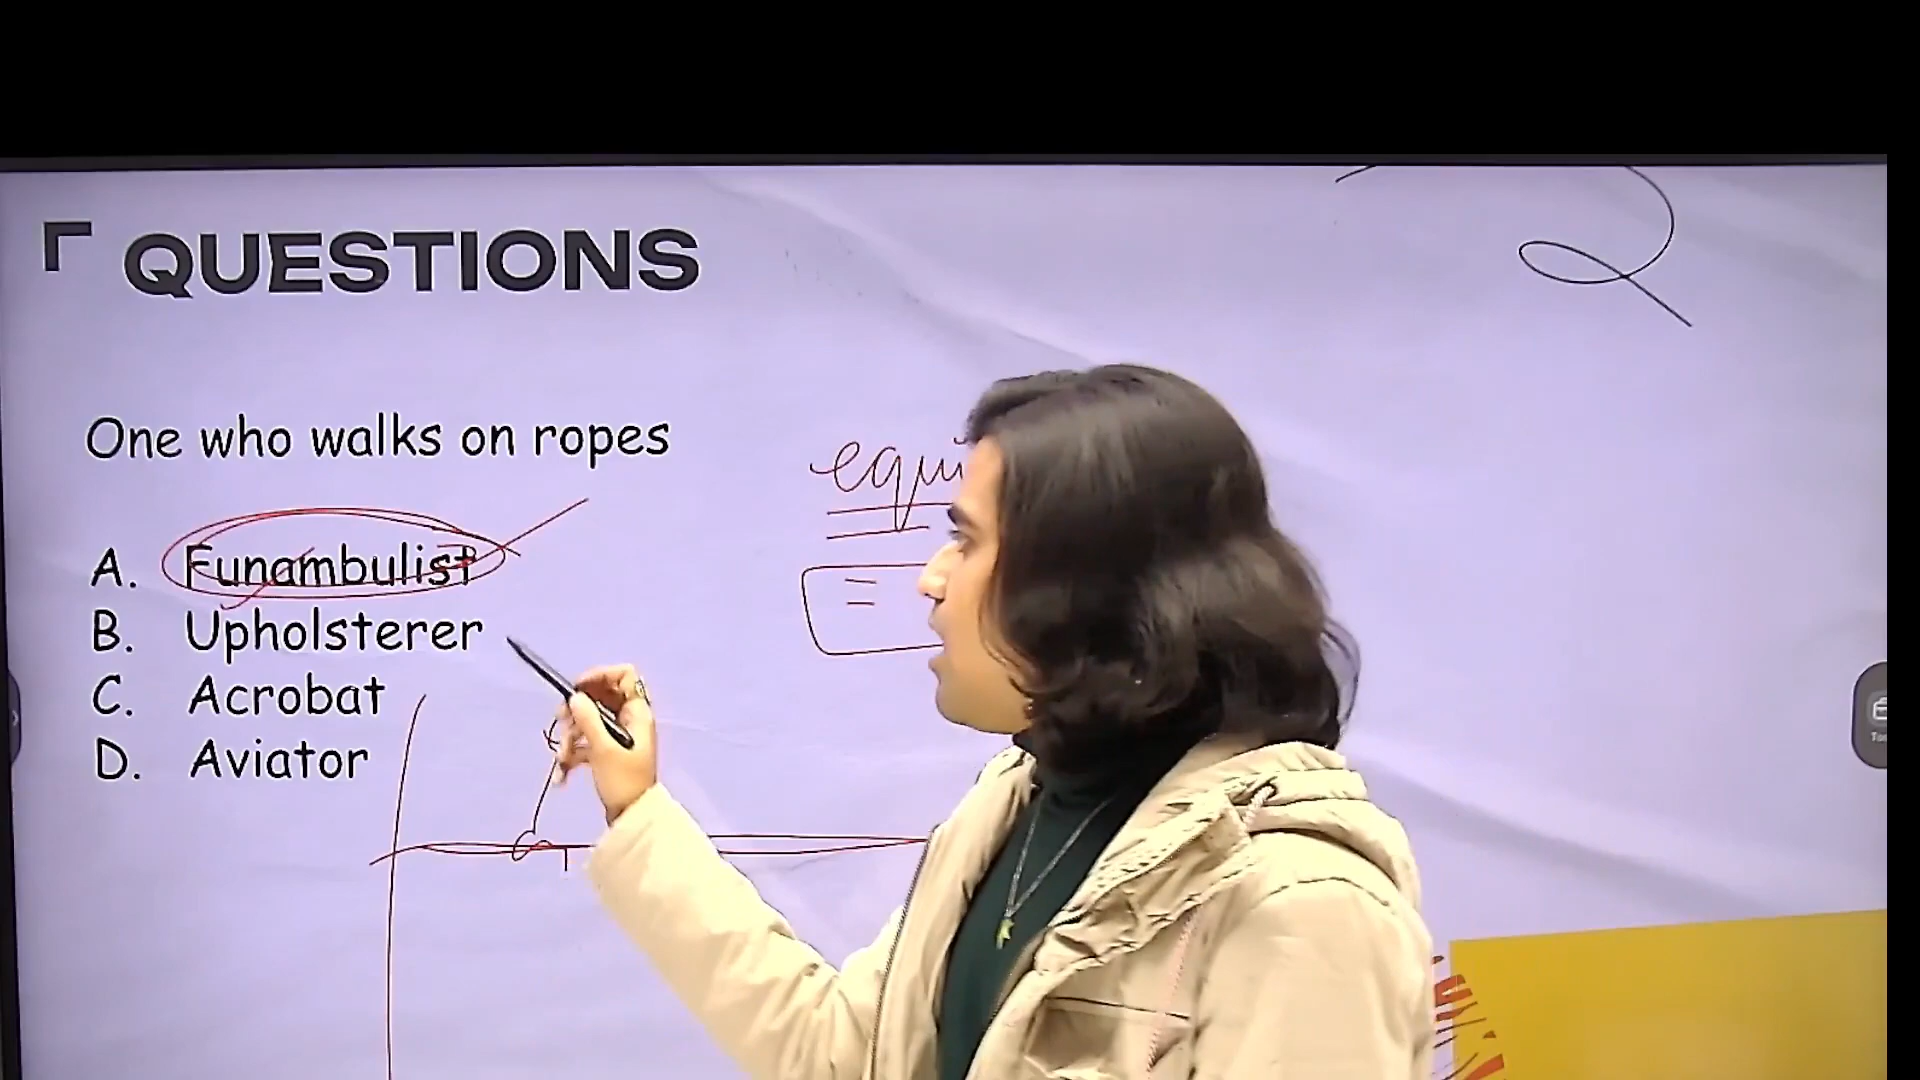 QUESTIONS
One who walks on ropes
A. Funambulist
B. Upholsterer
C. Acrobat
D. Aviator